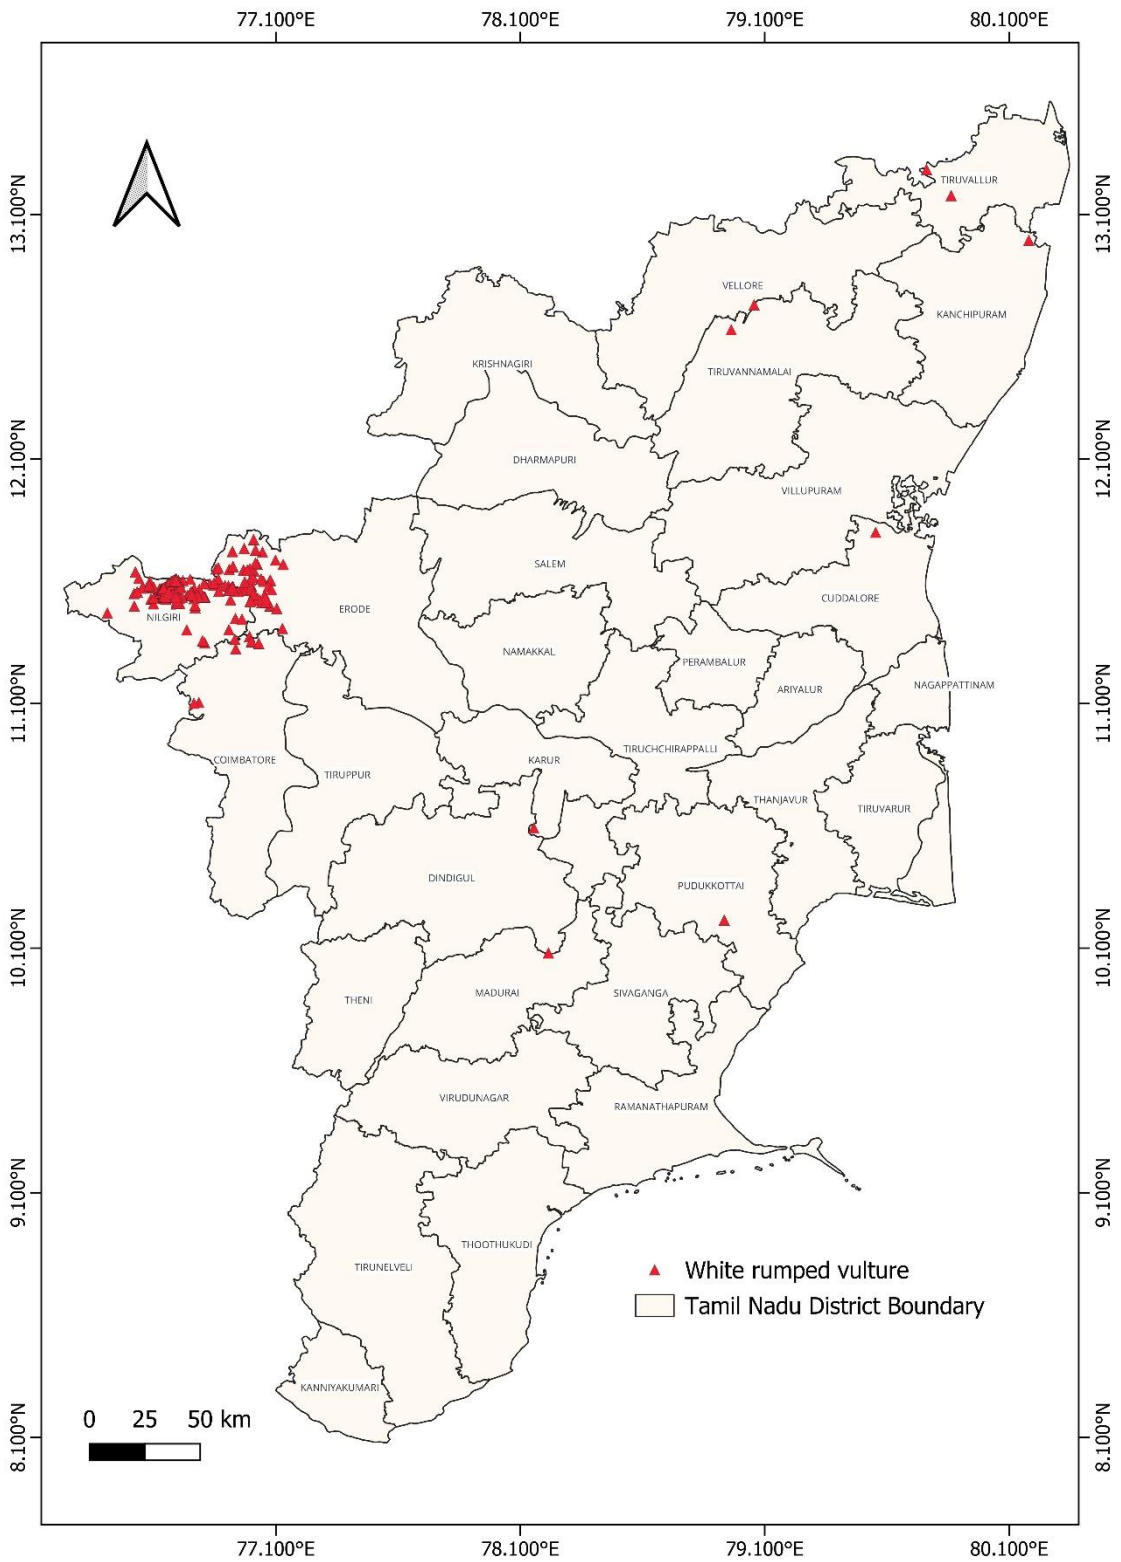 77.100°E 78.100°E 79.100°E 80.100°E
13.100°N
13.100°N
TIRUVALLUR
VELLORE
KANCHIPURAM
KRISHNAGIRI
TIRUVANNAMALAI
12.100°N
12.100°N
DHARMAPURI
VILLUPURAM
SALEM
CUDDALORE
ERODE
NILGIRI
NAMAKKAL
PERAMBALUR
NAGAPPATTINAM
ARIYALUR
11.100°N
11.100°N
TIRUCHCHIRAPPALLI
COIMBATORE
KARUR
TIRUPPUR
THANJAVUR
TIRUVARUR
DINDIGUL
PUDUKKOTTAI
10.100°N
10.100°N
THENI
MADURAI
SIVAGANGA
VIRUDUNAGAR
RAMANATHAPURAM
9.100°N
9.100°N
THOOTHUKUDI
TIRUNELVELI
White rumped vulture
Tamil Nadu District Boundary
KANNIYAKUMARI
0 25 50 km
8.100°N
8.100°N
77.100°E 78.100°E 79.100°E 80.100°E